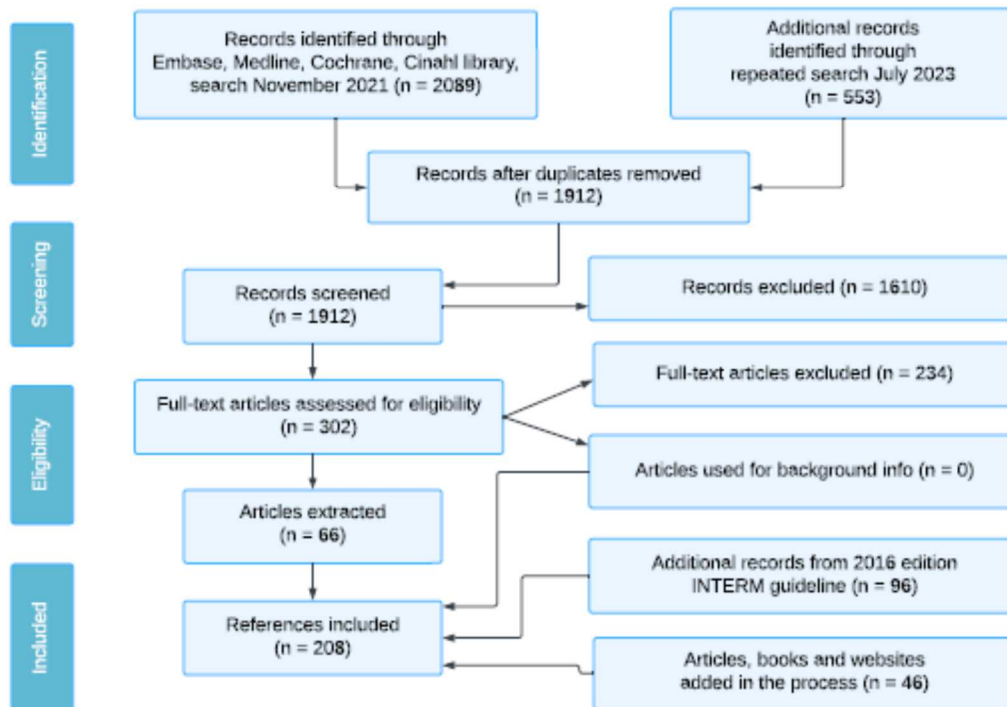 Identification
Records identified through
Embase, Medline, Cochrane, Cinahl library,
search November 2021 (n = 2089)
Additional records
identified through
repeated search July 2023
(n = 553)
Records after duplicates removed
(n = 1912)
Screening
Records screened
(n = 1912)
Records excluded (n = 1610)
Eligibility
Full-text articles assessed for eligibility
(n = 302)
Full-text articles excluded (n = 234)
Articles used for background info (n = 0)
Articles extracted
(n = 66)
Included
Additional records from 2016 edition
INTERM guideline (n = 96)
References included
(n = 208)
Articles, books and websites
added in the process (n = 46)